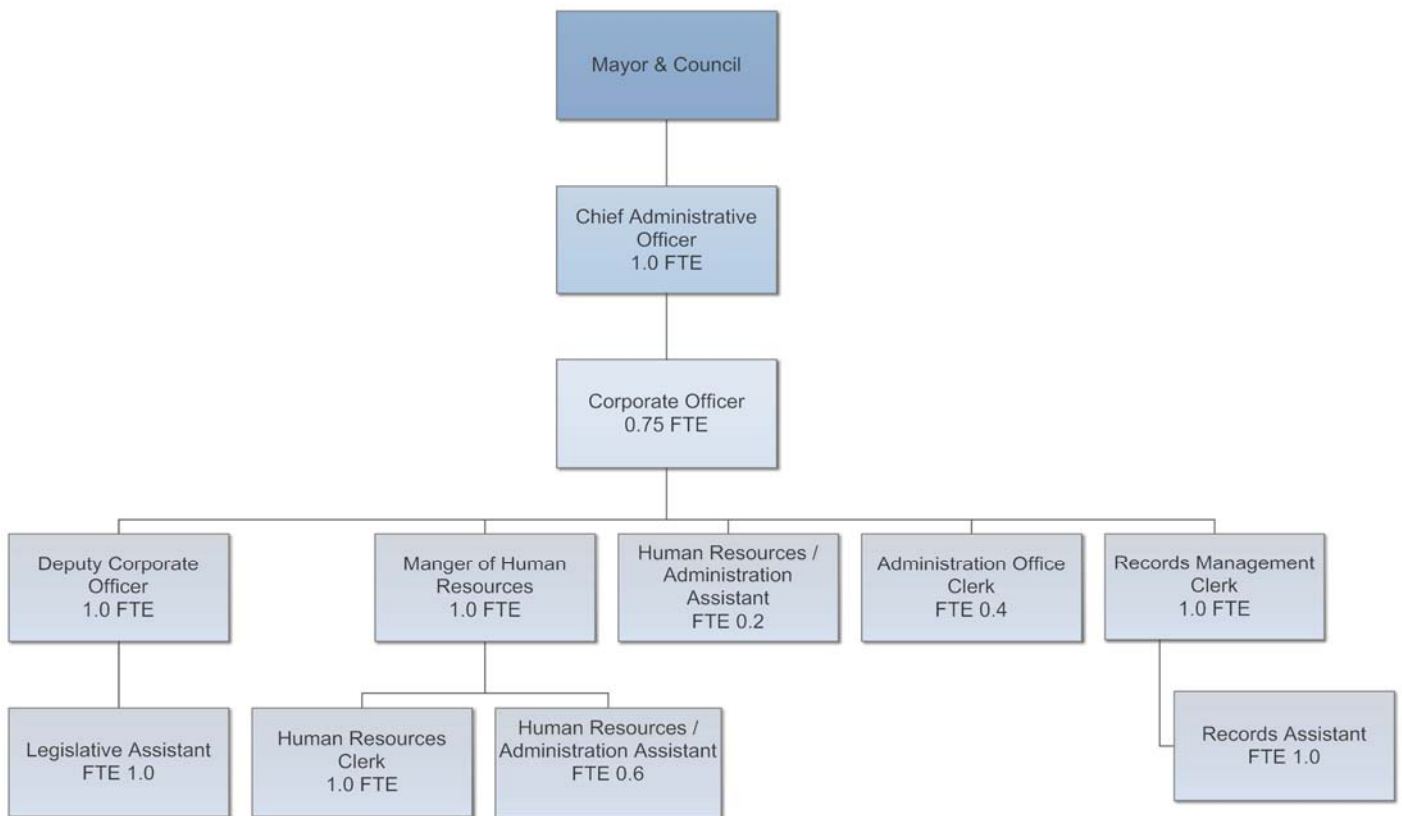 Mayor & Council
Chief Administrative
Officer
1.0 FTE
Corporate Officer
0.75 FTE
Deputy Corporate
Officer
1.0 FTE
Manger of Human
Resources
1.0 FTE
Human Resources /
Administration
Assistant
FTE 0.2
Administration Office
Clerk
FTE 0.4
Records Management
Clerk
1.0 FTE
Legislative Assistant
FTE 1.0
Human Resources
Clerk
1.0 FTE
Human Resources /
Administration Assistant
FTE 0.6
Records Assistant
FTE 1.0